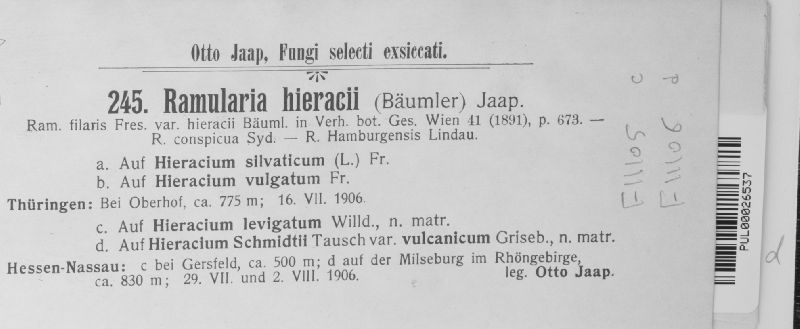 Otto Jaap, Fungi selecti exsiccati.
245. Ramularia hieracii (Bäumler) Jaap.
Ram. filaris Fres. var. hieracii Bäuml. in Verh. bot. Ges. Wien 41 (1891), p. 673. —
R. conspicua Syd. — R. Hamburgensis Lindau.
a. Auf Hieracium silvaticum (L.) Fr.
b. Auf Hieracium vulgatum Fr.
Thüringen: Bei Oberhof, ca. 775 m; 16. VII. 1906.
c. Auf Hieracium levigatum Willd., n. matr.
d. Auf Hieracium Schmidtii Tausch var. vulcanicum Griseb., n. matr.
Hessen-Nassau: c bei Gersfeld, ca. 500 m; d auf der Milseburg im Rhöngebirge,
ca. 830 m; 29. VII. und 2. VIII. 1906. leg. Otto Jaap.
c
d
PUL00026537
d